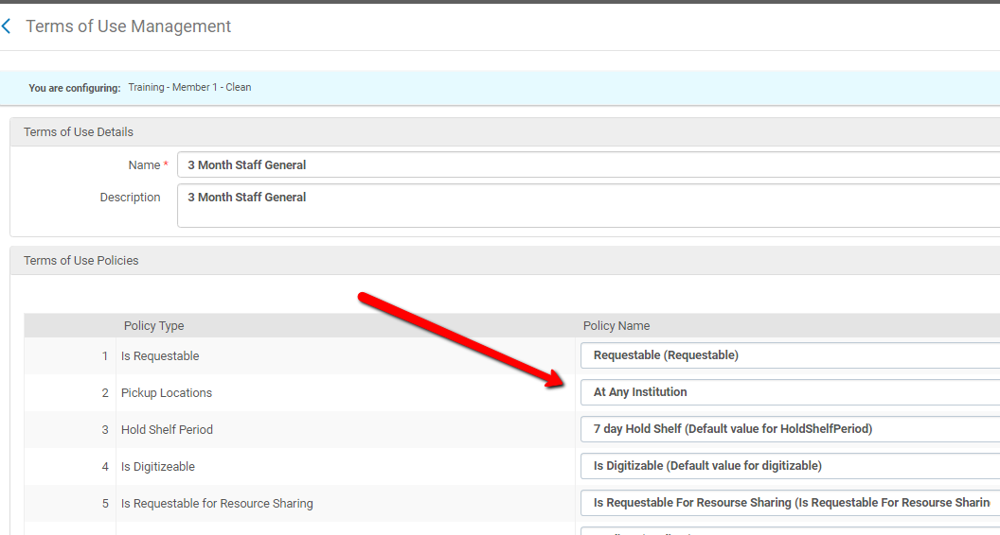 Terms of Use Management
You are configuring: Training - Member 1 - Clean
Terms of Use Details
Name * 3 Month Staff General
Description 3 Month Staff General
Terms of Use Policies
Policy Type Policy Name
1 Is Requestable Requestable (Requestable)
2 Pickup Locations At Any Institution
3 Hold Shelf Period 7 day Hold Shelf (Default value for HoldShelfPeriod)
4 Is Digitizeable Is Digitizable (Default value for digitizable)
5 Is Requestable for Resource Sharing Is Requestable For Resourse Sharing (Is Requestable For Resourse Sharin